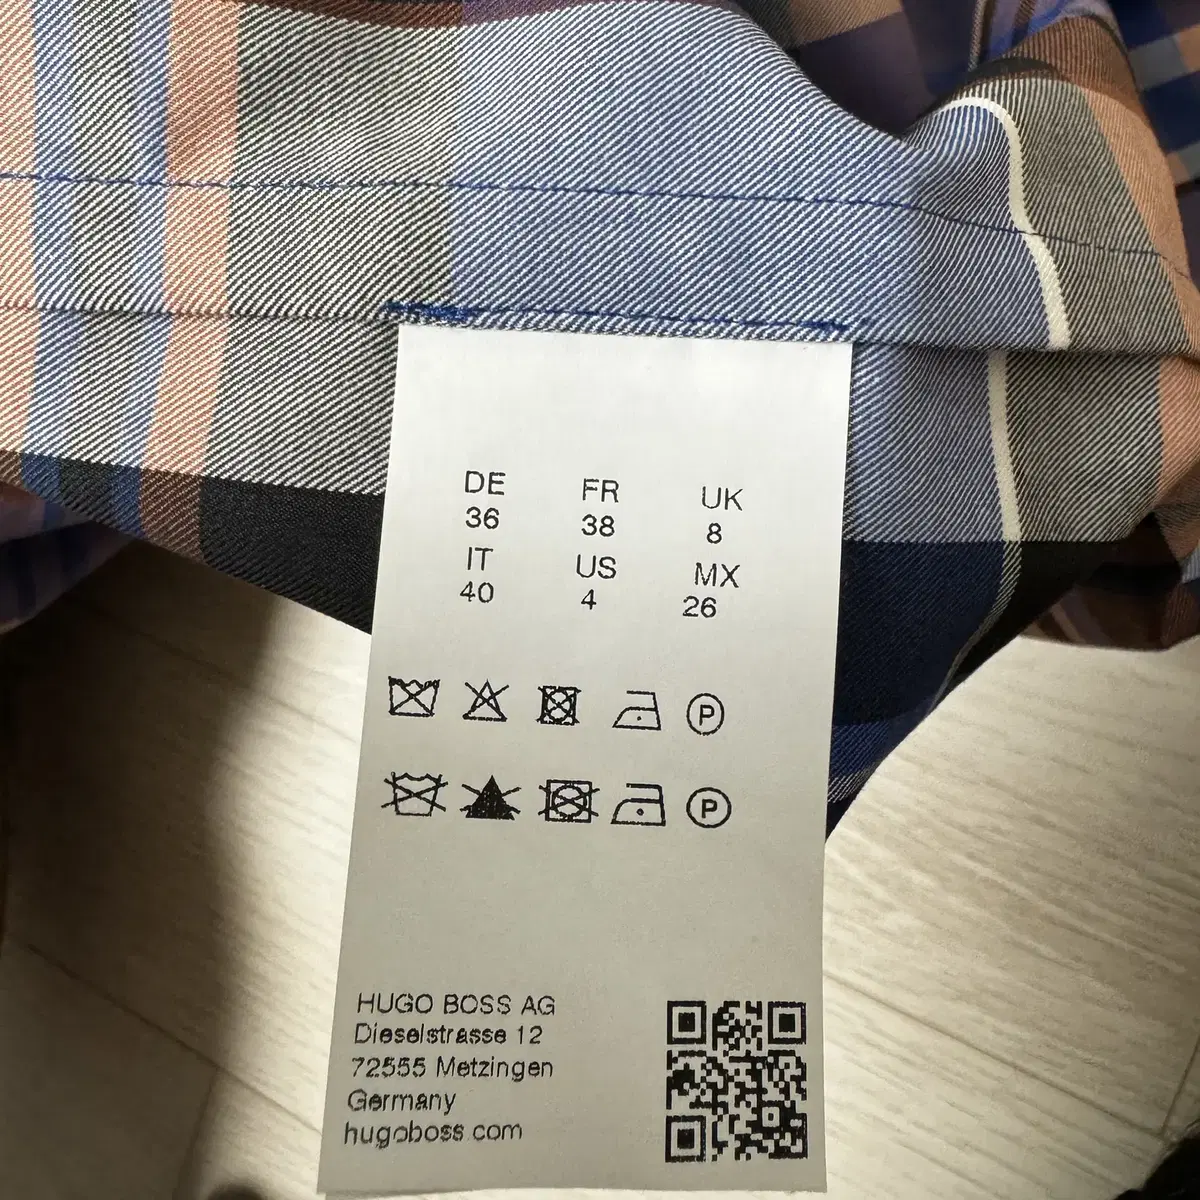 DE FR UK
36 38 8
IT US MX
40 4 26
P
P
HUGO BOSS AG
Dieselstrasse 12
72555 Metzingen
Germany
hugoboss.com